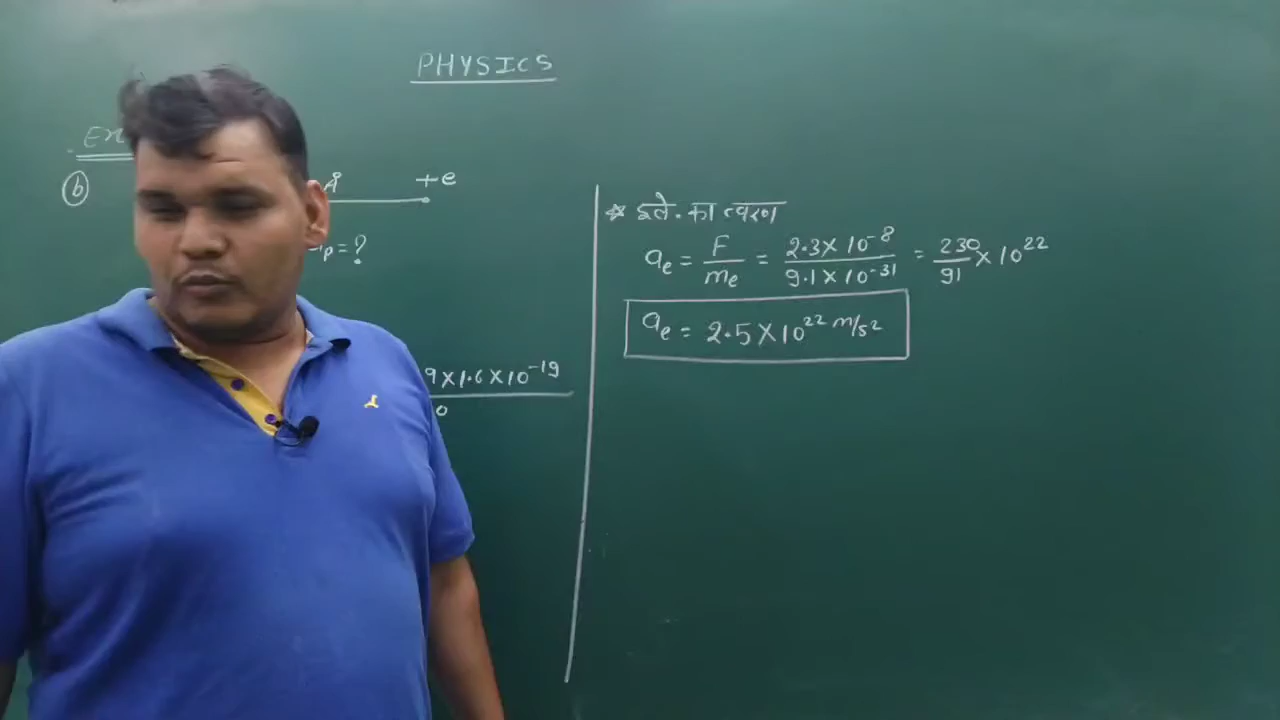 PHYSICS
(b)
Å +e
p = ?
9 × 1.6 × 10⁻¹⁹
0
* इले. का त्वरण
aₑ = F/mₑ = 2.3 × 10⁻⁸/9.1 × 10⁻³¹ = 230/91 × 10²²
aₑ = 2.5 × 10²² m/s²